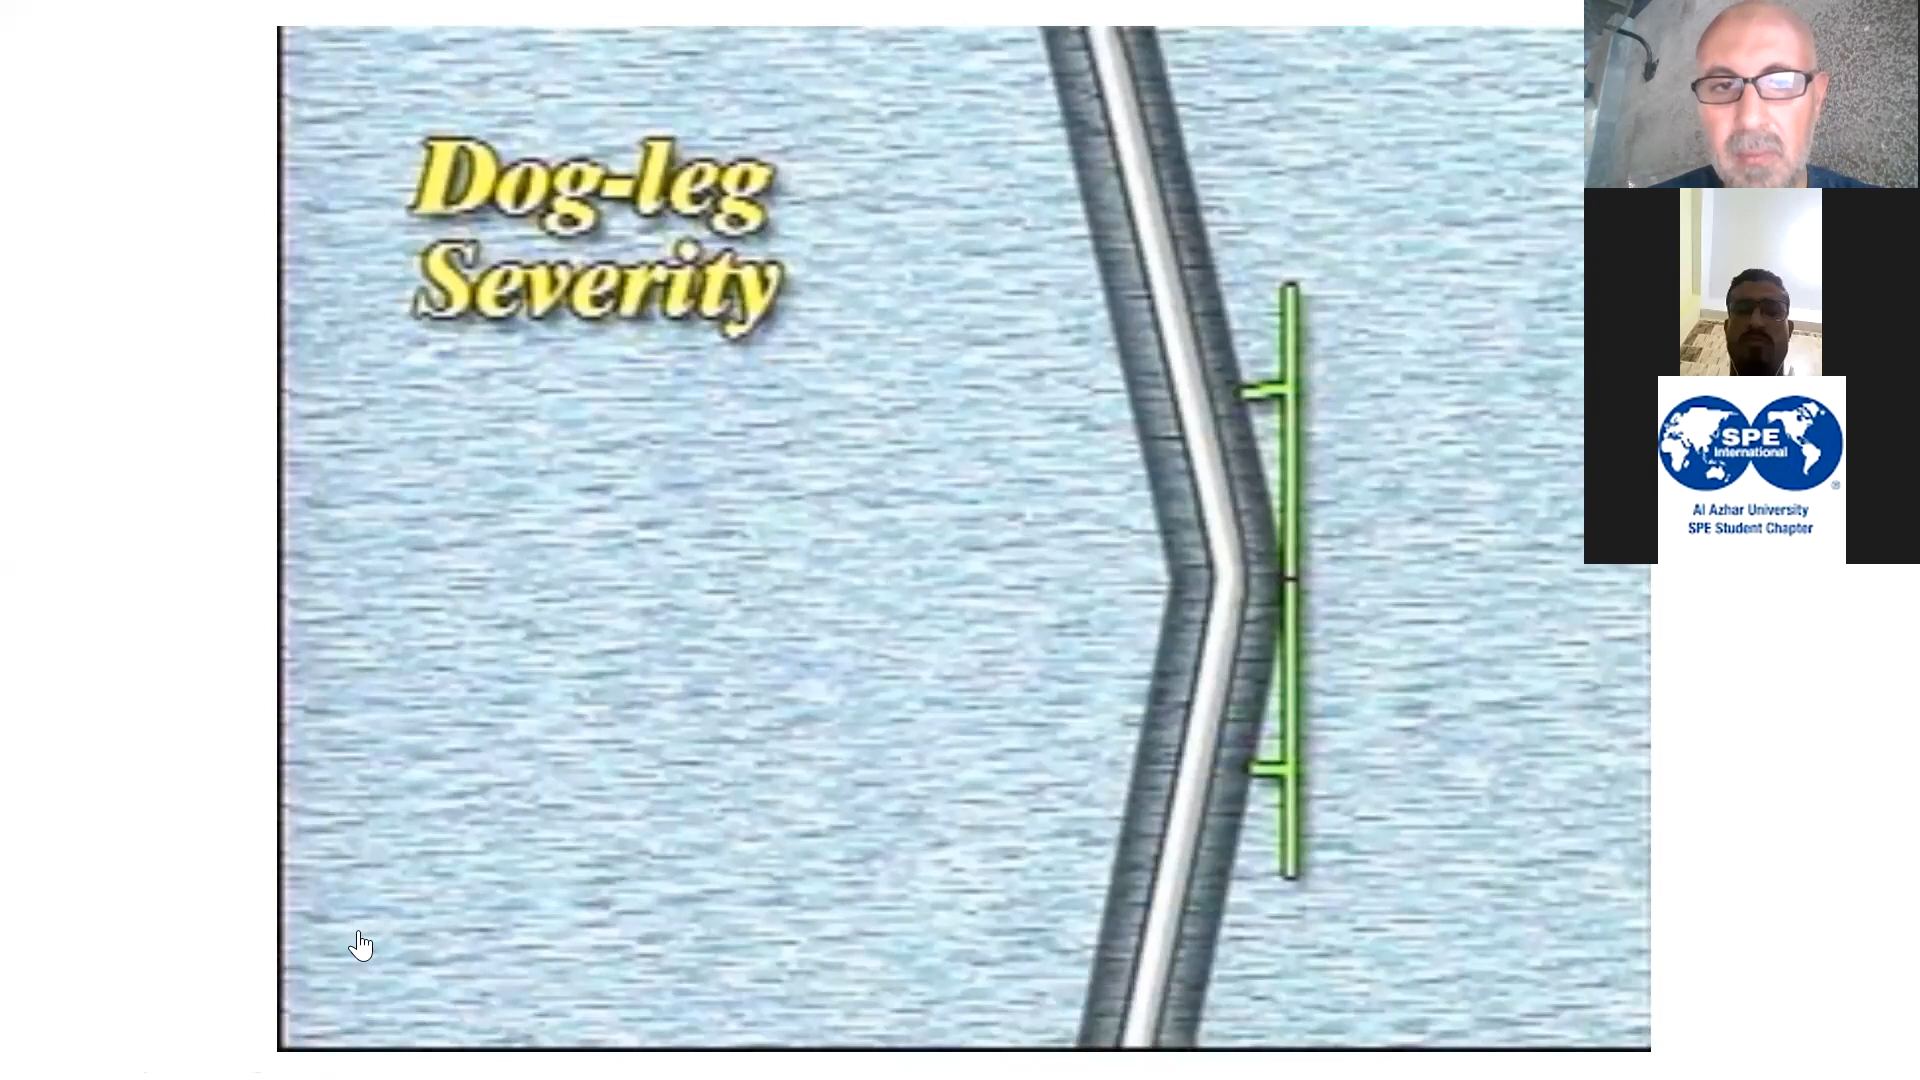 Dog-leg
Severity
SPE
International
®
Al Azhar University
SPE Student Chapter